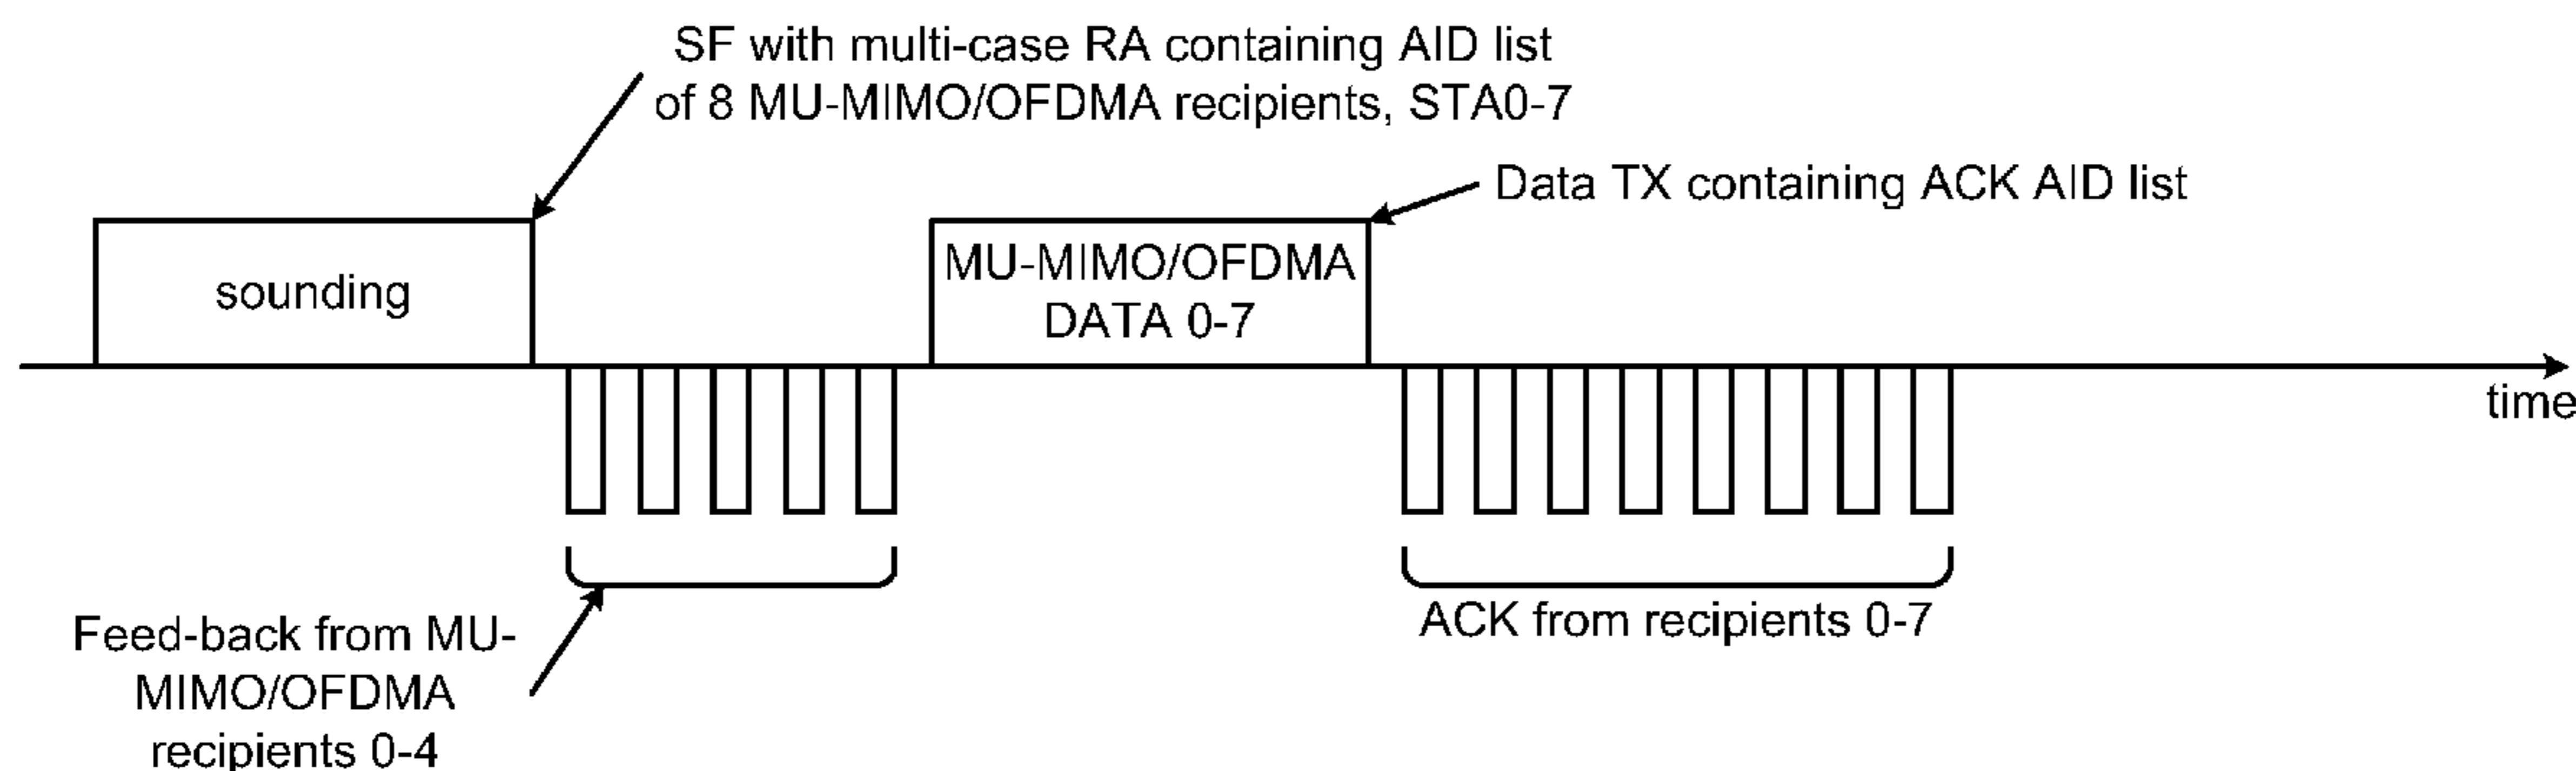 SF with multi-case RA containing AID list
of 8 MU-MIMO/OFDMA recipients, STA0-7
Data TX containing ACK AID list
sounding
MU-MIMO/OFDMA
DATA 0-7
time
Feed-back from MU-
MIMO/OFDMA
recipients 0-4
ACK from recipients 0-7